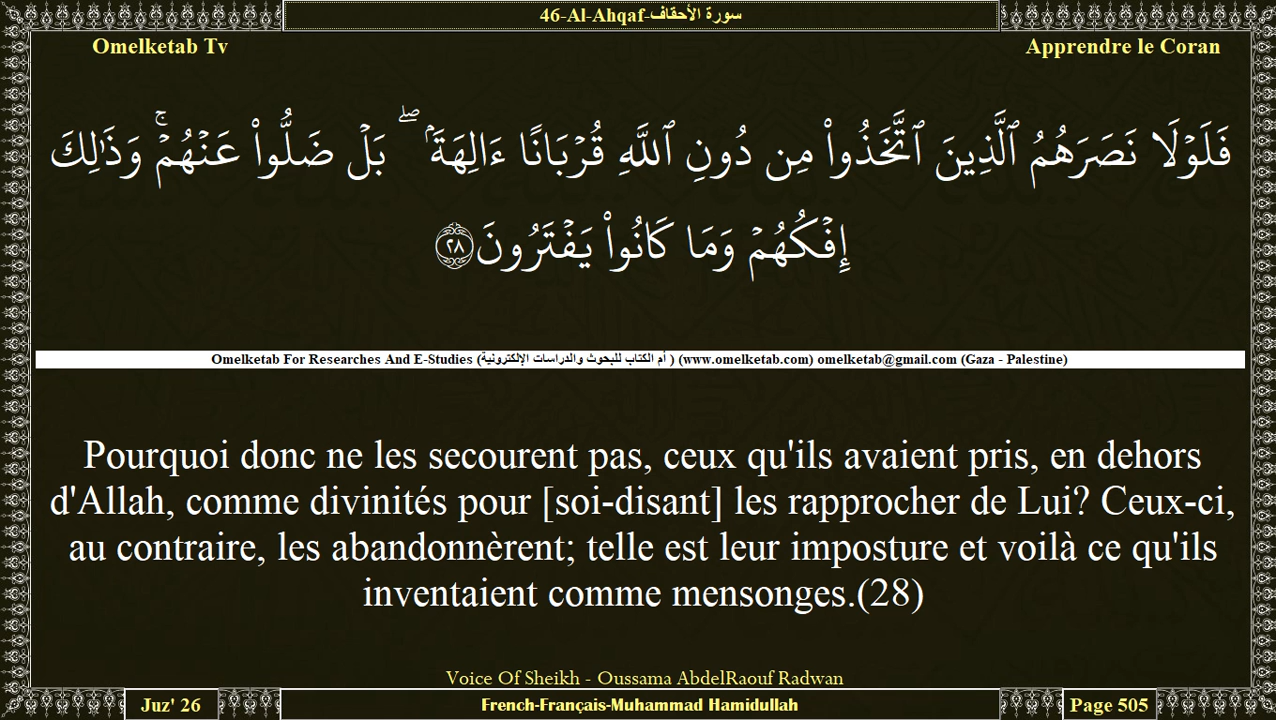 46-Al-Ahqaf-سورة الأحقاف
Omelketab Tv
Apprendre le Coran
فَلَوۡلَا نَصَرَهُمُ ٱلَّذِينَ ٱتَّخَذُواْ مِن دُونِ ٱللَّهِ قُرۡبَانًا ءَالِهَةَۢۖ بَلۡ ضَلُّواْ عَنۡهُمۡۚ وَذَٰلِكَ
إِفۡكُهُمۡ وَمَا كَانُواْ يَفۡتَرُونَ ٢٨
Omelketab For Researches And E-Studies (أم الكتاب للبحوث والدراسات الإلكترونية ) (www.omelketab.com) omelketab@gmail.com (Gaza - Palestine)
Pourquoi donc ne les secourent pas, ceux qu'ils avaient pris, en dehors
d'Allah, comme divinités pour [soi-disant] les rapprocher de Lui? Ceux-ci,
au contraire, les abandonnèrent; telle est leur imposture et voilà ce qu'ils
inventaient comme mensonges.(28)
Voice Of Sheikh - Oussama AbdelRaouf Radwan
Juz' 26
French-Français-Muhammad Hamidullah
Page 505